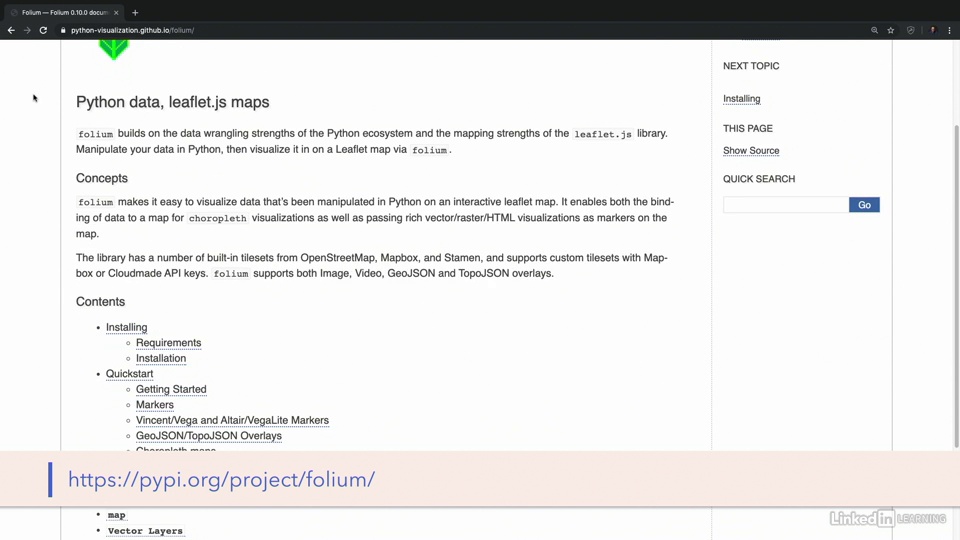 Folium — Folium 0.10.0 docum
python-visualization.github.io/folium/
Python data, leaflet.js maps
folium builds on the data wrangling strengths of the Python ecosystem and the mapping strengths of the leaflet.js library.
Manipulate your data in Python, then visualize it in on a Leaflet map via folium.
Concepts
folium makes it easy to visualize data that's been manipulated in Python on an interactive leaflet map. It enables both the bind-
ing of data to a map for choropleth visualizations as well as passing rich vector/raster/HTML visualizations as markers on the
map.
The library has a number of built-in tilesets from OpenStreetMap, Mapbox, and Stamen, and supports custom tilesets with Map-
box or Cloudmade API keys. folium supports both Image, Video, GeoJSON and TopoJSON overlays.
Contents
Installing
Requirements
Installation
Quickstart
Getting Started
Markers
Vincent/Vega and Altair/VegaLite Markers
GeoJSON/TopoJSON Overlays
Choropleth maps
https://pypi.org/project/folium/
map
Vector Layers
NEXT TOPIC
Installing
THIS PAGE
Show Source
QUICK SEARCH
Go
LinkedIn LEARNING